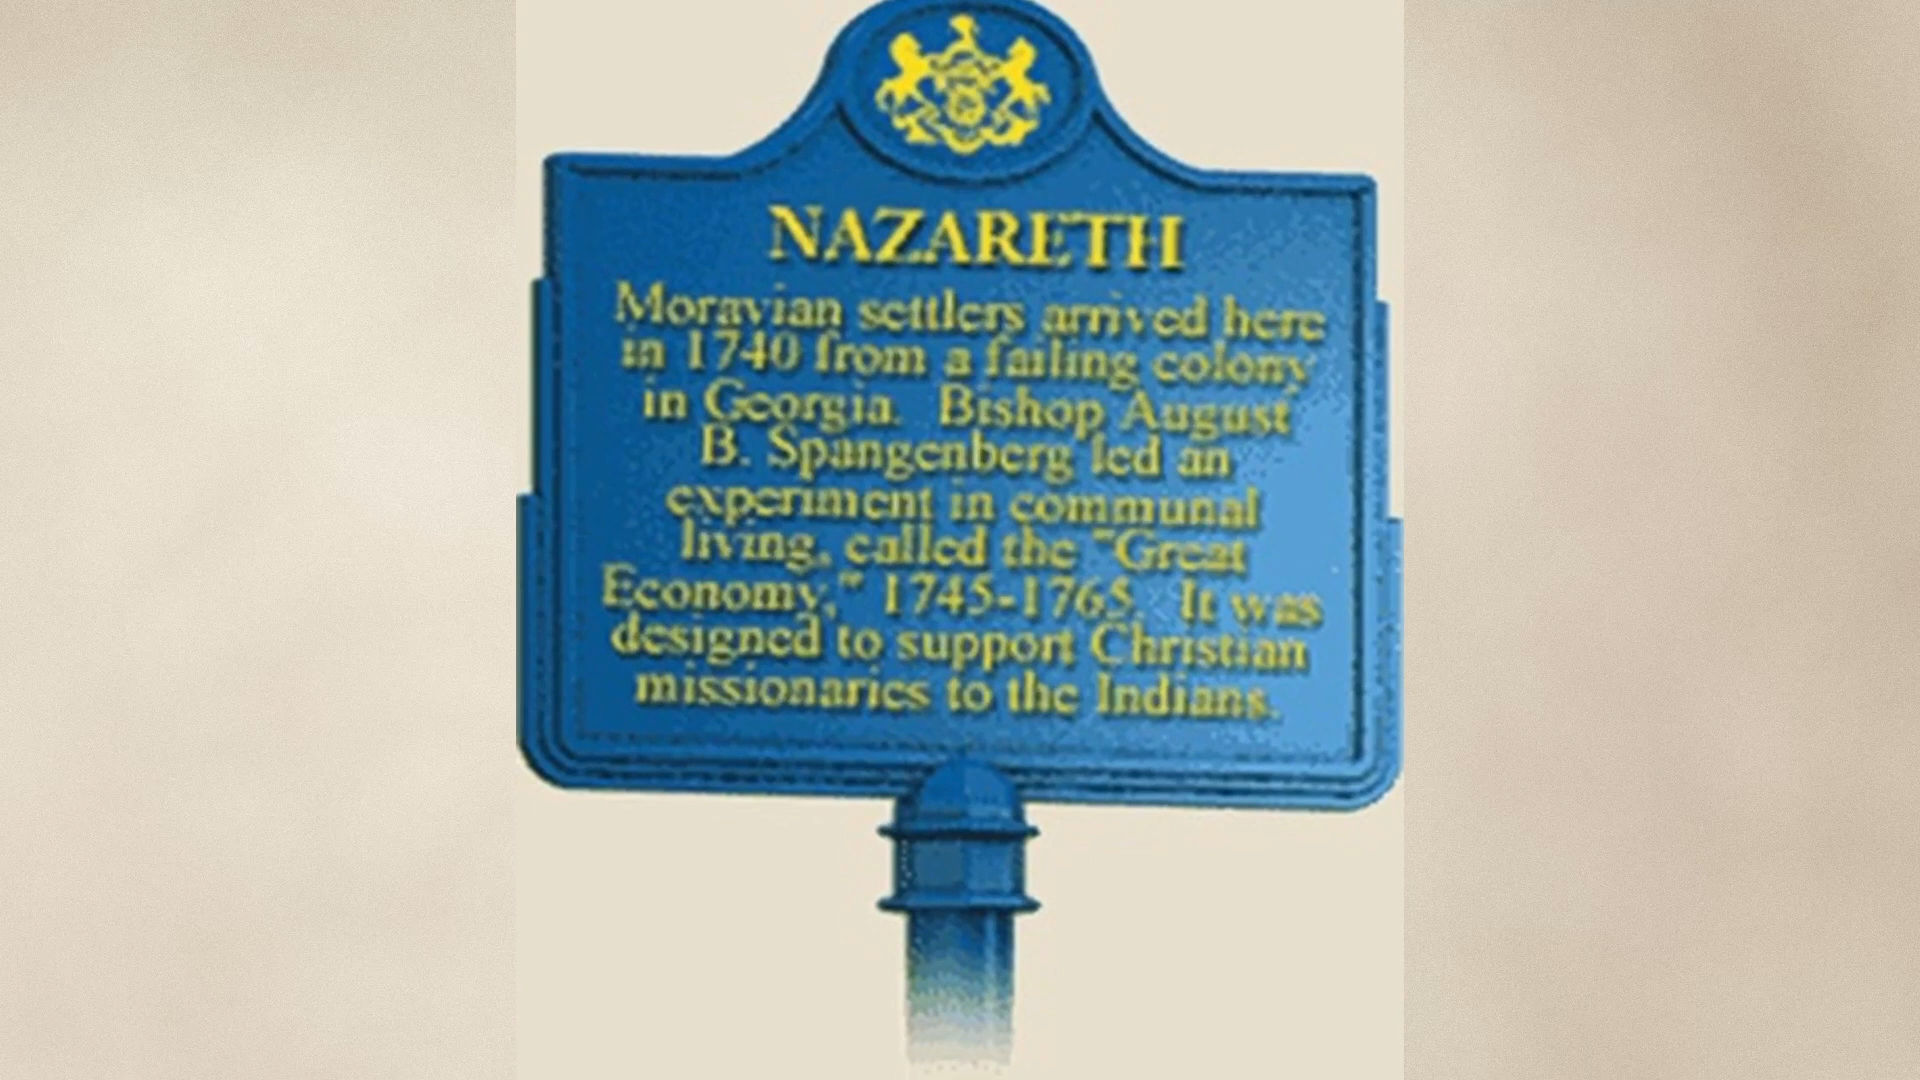 NAZARETH
Moravian settlers arrived here
in 1740 from a failing colony
in Georgia. Bishop August
B. Spangenberg led an
experiment in communal
living, called the "Great
Economy," 1745-1765. It was
designed to support Christian
missionaries to the Indians.